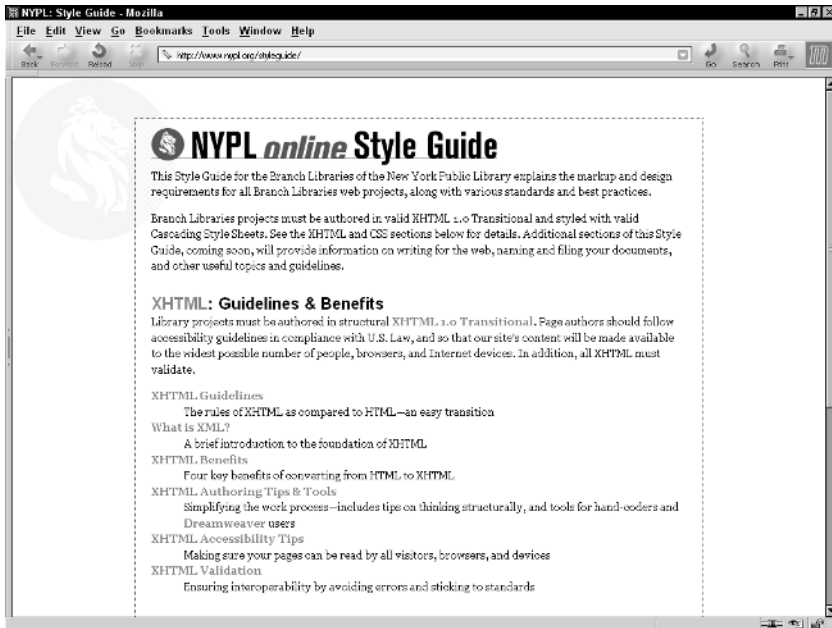 NYPL: Style Guide - Mozilla
File Edit View Go Bookmarks Tools Window Help
Back Forward Reload Stop http://www.nypl.org/styleguide/ Go Search Print
NYPL online Style Guide
This Style Guide for the Branch Libraries of the New York Public Library explains the markup and design
requirements for all Branch Libraries web projects, along with various standards and best practices.
Branch Libraries projects must be authored in valid XHTML 1.0 Transitional and styled with valid
Cascading Style Sheets. See the XHTML and CSS sections below for details. Additional sections of this Style
Guide, coming soon, will provide information on writing for the web, naming and filing your documents,
and other useful topics and guidelines.
XHTML: Guidelines & Benefits
Library projects must be authored in structural XHTML 1.0 Transitional. Page authors should follow
accessibility guidelines in compliance with U.S. Law, and so that our site's content will be made available
to the widest possible number of people, browsers, and Internet devices. In addition, all XHTML must
validate.
XHTML Guidelines
The rules of XHTML as compared to HTML—an easy transition
What is XML?
A brief introduction to the foundation of XHTML
XHTML Benefits
Four key benefits of converting from HTML to XHTML
XHTML Authoring Tips & Tools
Simplifying the work process—includes tips on thinking structurally, and tools for hand-coders and
Dreamweaver users
XHTML Accessibility Tips
Making sure your pages can be read by all visitors, browsers, and devices
XHTML Validation
Ensuring interoperability by avoiding errors and sticking to standards